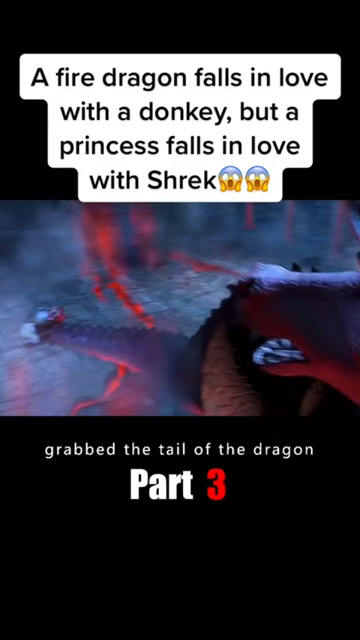 A fire dragon falls in love
with a donkey, but a
princess falls in love
with Shrek😱😱
grabbed the tail of the dragon
Part 3